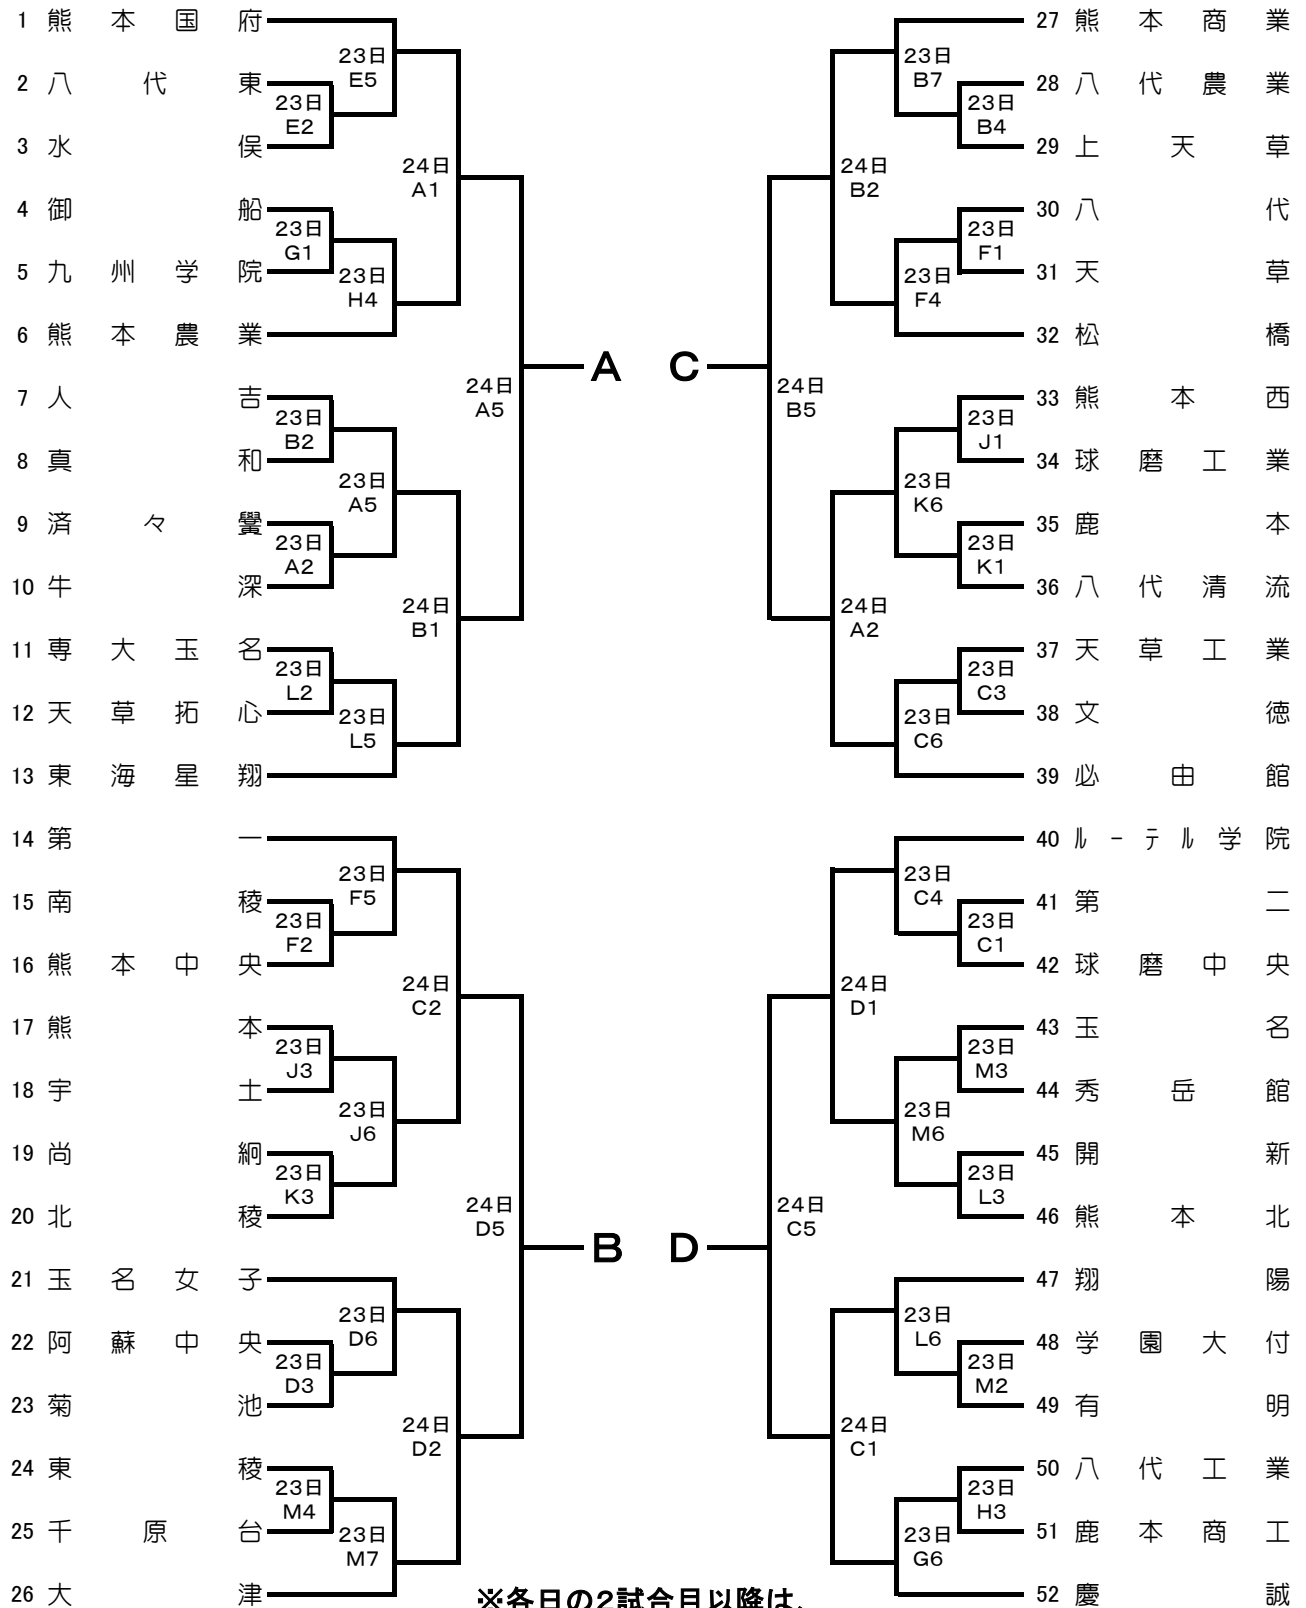 1 熊本国府
2 八代東
3 水俣
4 御船
5 九州学院
6 熊本農業
7 人吉
8 真和
9 済々黌
10 牛深
11 専大玉名
12 天草拓心
13 東海星翔
14 第一
15 南稜
16 熊本中央
17 熊本
18 宇土
19 尚絅
20 北稜
21 玉名女子
22 阿蘇中央
23 菊池
24 東稜
25 千原台
26 大津
23日
E2
23日
E5
23日
G1
23日
H4
24日
A1
23日
B2
23日
A2
23日
A5
23日
L2
23日
L5
24日
B1
24日
A5
A
23日
F2
23日
F5
23日
J3
23日
K3
23日
J6
24日
C2
23日
D3
23日
D6
23日
M4
23日
M7
24日
D2
24日
D5
B
27 熊本商業
28 八代農業
29 上天草
30 八代
31 天草
32 松橋
33 熊本西
34 球磨工業
35 鹿本
36 八代清流
37 天草工業
38 文徳
39 必由館
40 ルーテル学院
41 第二
42 球磨中央
43 玉名
44 秀岳館
45 開新
46 熊本北
47 翔陽
48 学園大付
49 有明
50 八代工業
51 鹿本商工
52 慶誠
23日
B4
23日
B7
23日
F1
23日
F4
24日
B2
23日
J1
23日
K1
23日
K6
23日
C3
23日
C6
24日
A2
24日
B5
C
23日
C1
23日
C4
23日
M3
23日
L3
23日
M6
24日
D1
23日
M2
23日
L6
23日
H3
23日
G6
24日
C1
24日
C5
D
※各日の2試合目以降は、